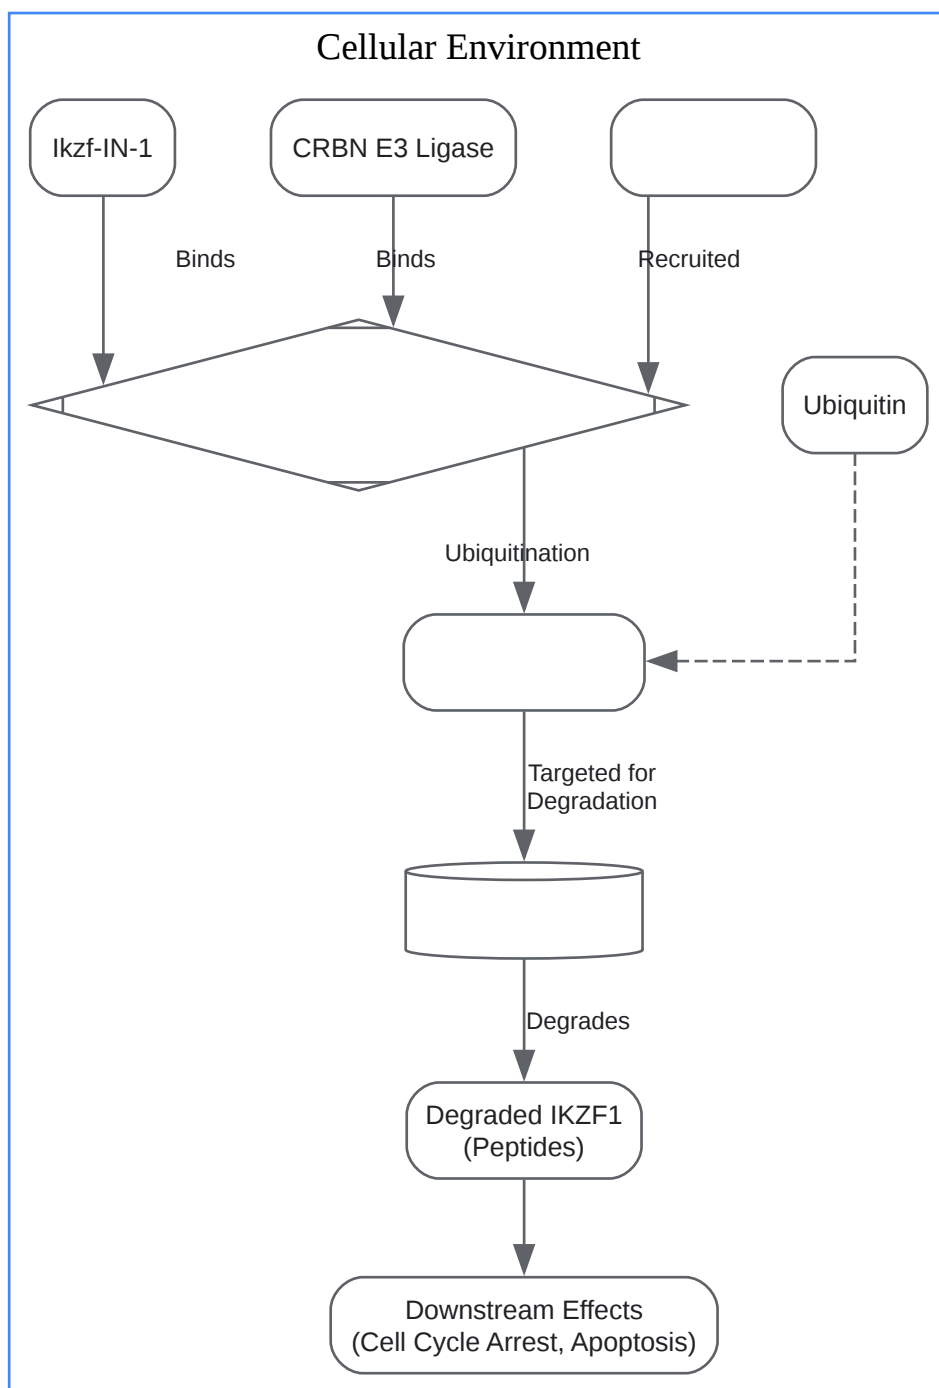 Cellular Environment
Ikzf-IN-1
CRBN E3 Ligase
Binds
Binds
Recruited
Ubiquitin
Ubiquitination
Targeted for
Degradation
Degrades
Degraded IKZF1
(Peptides)
Downstream Effects
(Cell Cycle Arrest, Apoptosis)